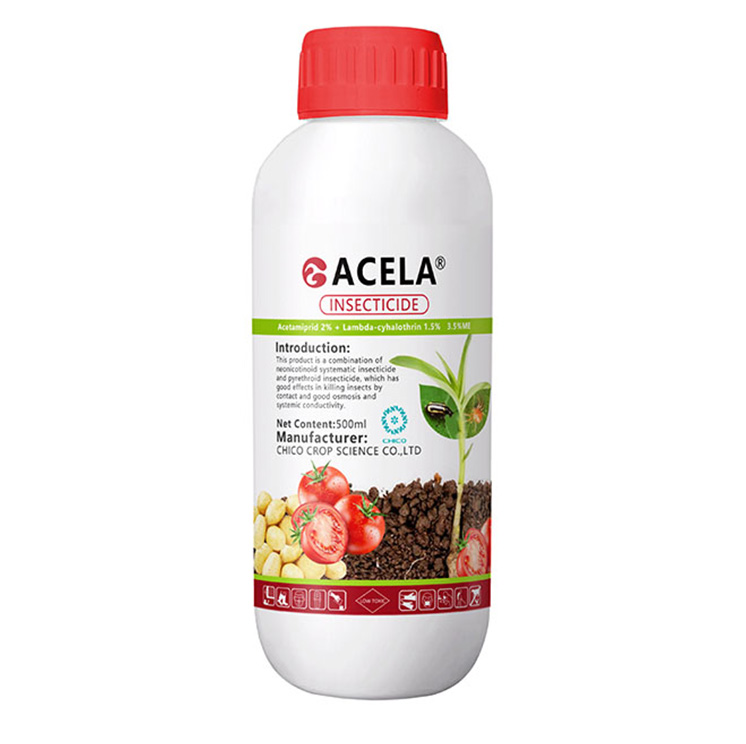 ACELA®
INSECTICIDE
Acetamiprid 2% + Lambda-cyhalothrin 1.5% 3.5%ME
Introduction:
This product is a combination of
neonicotinoid systematic insecticide
and pyrethroid insecticide, which has
good effects in killing insects by
contact and good osmosis and
systemic conductivity.
Net Content:500ml
Manufacturer:
CHICO CROP SCIENCE CO.,LTD
CHICO
LOW TOXIC